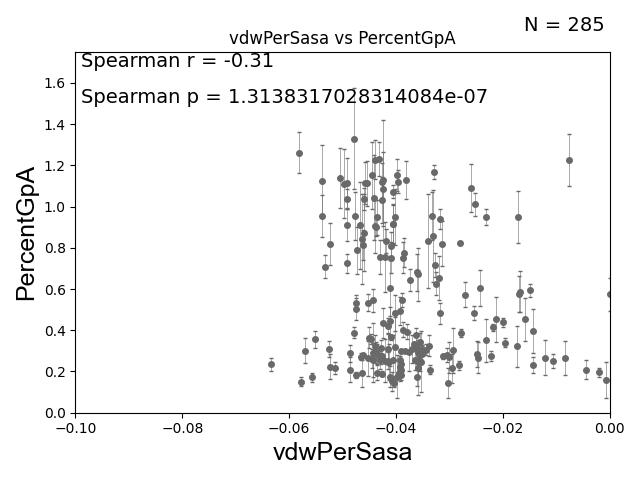 N = 285
vdwPerSasa vs PercentGpA
Spearman r = -0.31
Spearman p = 1.3138317028314084e-07
PercentGpA
1.6
1.4
1.2
1.0
0.8
0.6
0.4
0.2
0.0
−0.10 −0.08 −0.06 −0.04 −0.02 0.00
vdwPerSasa